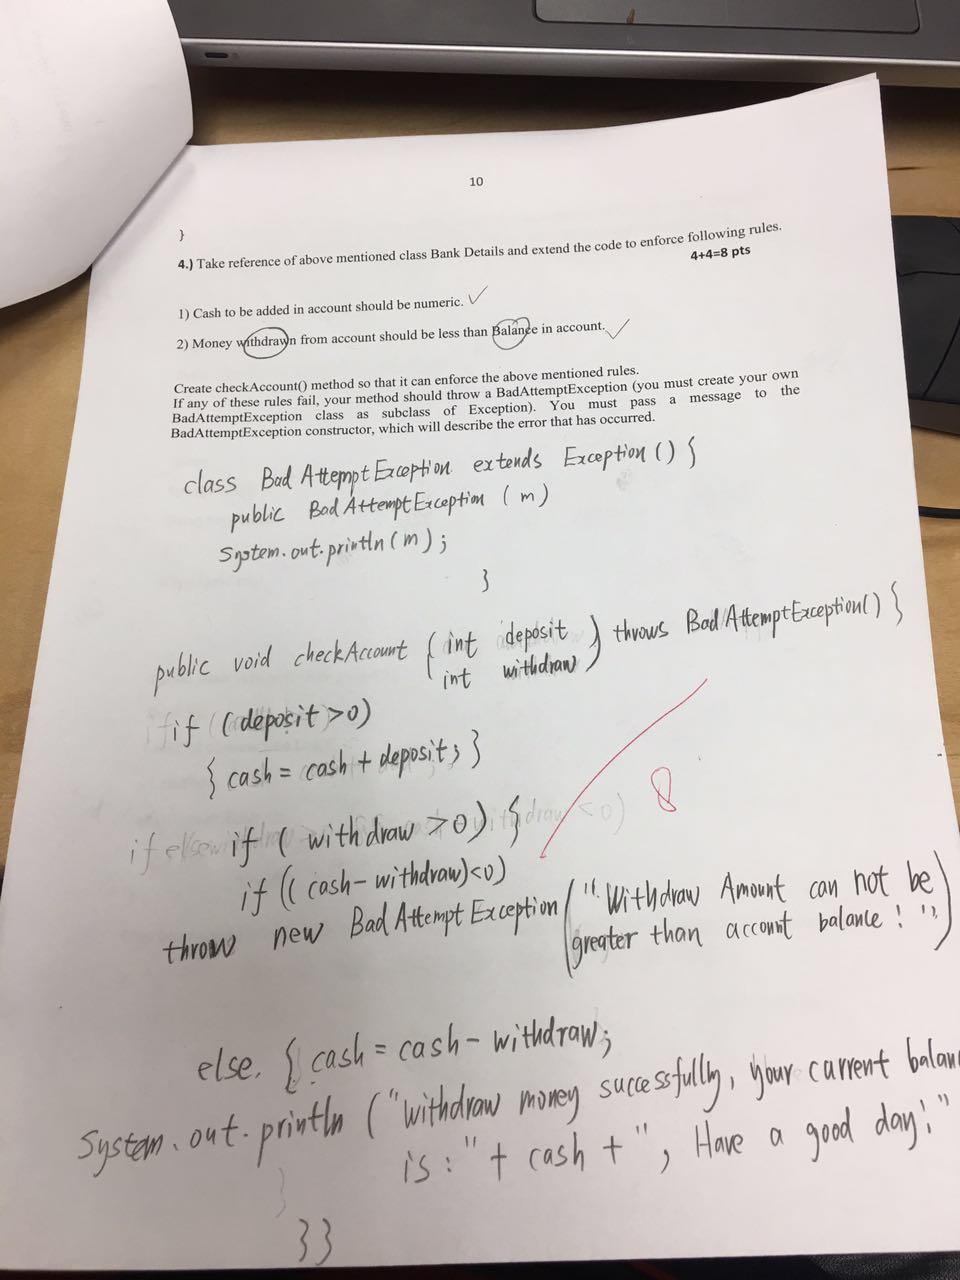 10
}
4.) Take reference of above mentioned class Bank Details and extend the code to enforce following rules.
4+4=8 pts
1) Cash to be added in account should be numeric.
2) Money withdrawn from account should be less than Balance in account.
Create checkAccount() method so that it can enforce the above mentioned rules.
If any of these rules fail, your method should throw a BadAttemptException (you must create your own
BadAttemptException class as subclass of Exception). You must pass a message to the
BadAttemptException constructor, which will describe the error that has occurred.
class Bad Attempt Exception extends Exception () {
public Bad Attempt Exception (m)
System.out.println(m);
}
public void checkAccount (int deposit
int withdraw) throws Bad Attempt Exception() {
if (deposit >0)
{ cash = cash + deposit; }
if ( withdraw >0) {
if (( cash- withdraw)<0)
throw new Bad Attempt Exception ("Withdraw Amount can not be
greater than account balance!")
8
else. { cash = cash - withdraw;
System.out.println ("withdraw money successfully, your current
is : " + cash + ", Have a good day!"
}
}}